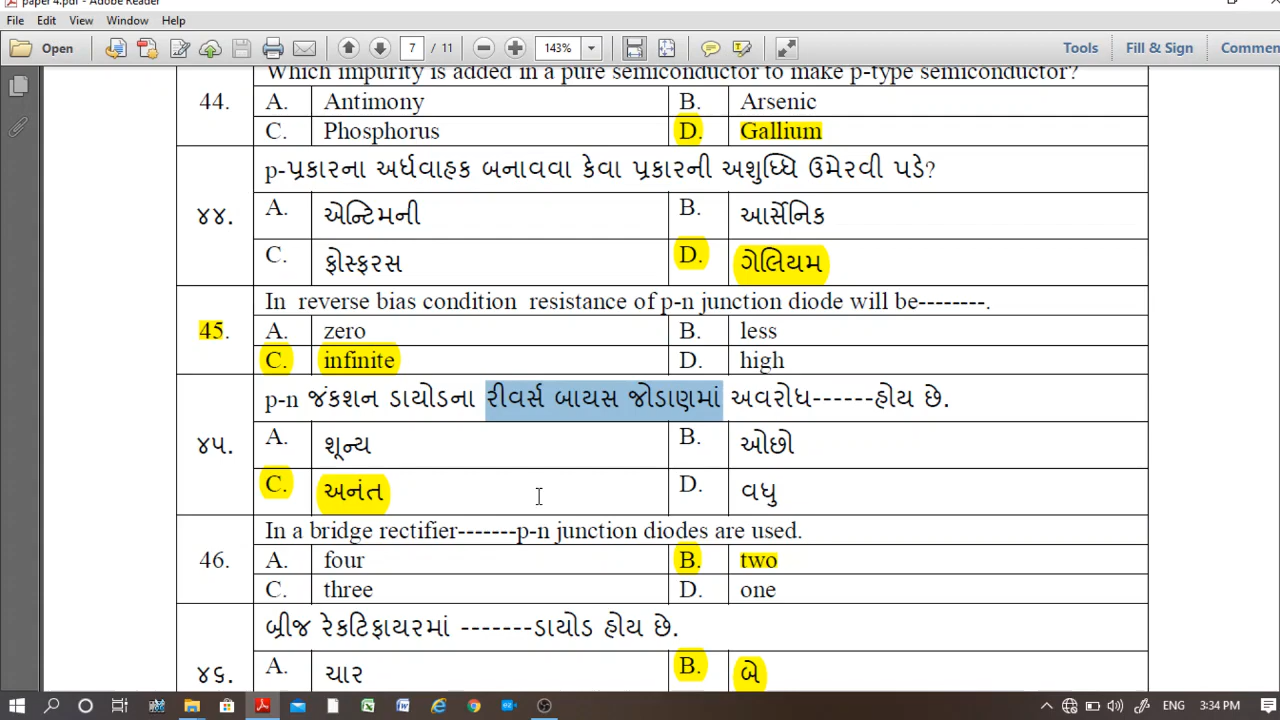 paper 4.pdf - Adobe Reader
File Edit View Window Help
Open 7 / 11 143% Tools Fill & Sign Commen
Which impurity is added in a pure semiconductor to make p-type semiconductor?
44. A. Antimony B. Arsenic
C. Phosphorus D. Gallium
p-પ્રકારના અર્ધવાહક બનાવવા કેવા પ્રકારની અશુધ્ધિ ઉમેરવી પડે?
૪૪. A. એન્ટિમની B. આર્સેનિક
C. ફોસ્ફરસ D. ગેલિયમ
In reverse bias condition resistance of p-n junction diode will be--------.
45. A. zero B. less
C. infinite D. high
p-n જંકશન ડાયોડના રીવર્સ બાયસ જોડાણમાં અવરોધ------હોય છે.
૪૫. A. શૂન્ય B. ઓછો
C. અનંત D. વધુ
In a bridge rectifier-------p-n junction diodes are used.
46. A. four B. two
C. three D. one
બ્રીજ રેકટિફાયરમાં -------ડાયોડ હોય છે.
૪૬. A. ચાર B. બે
ENG 3:34 PM